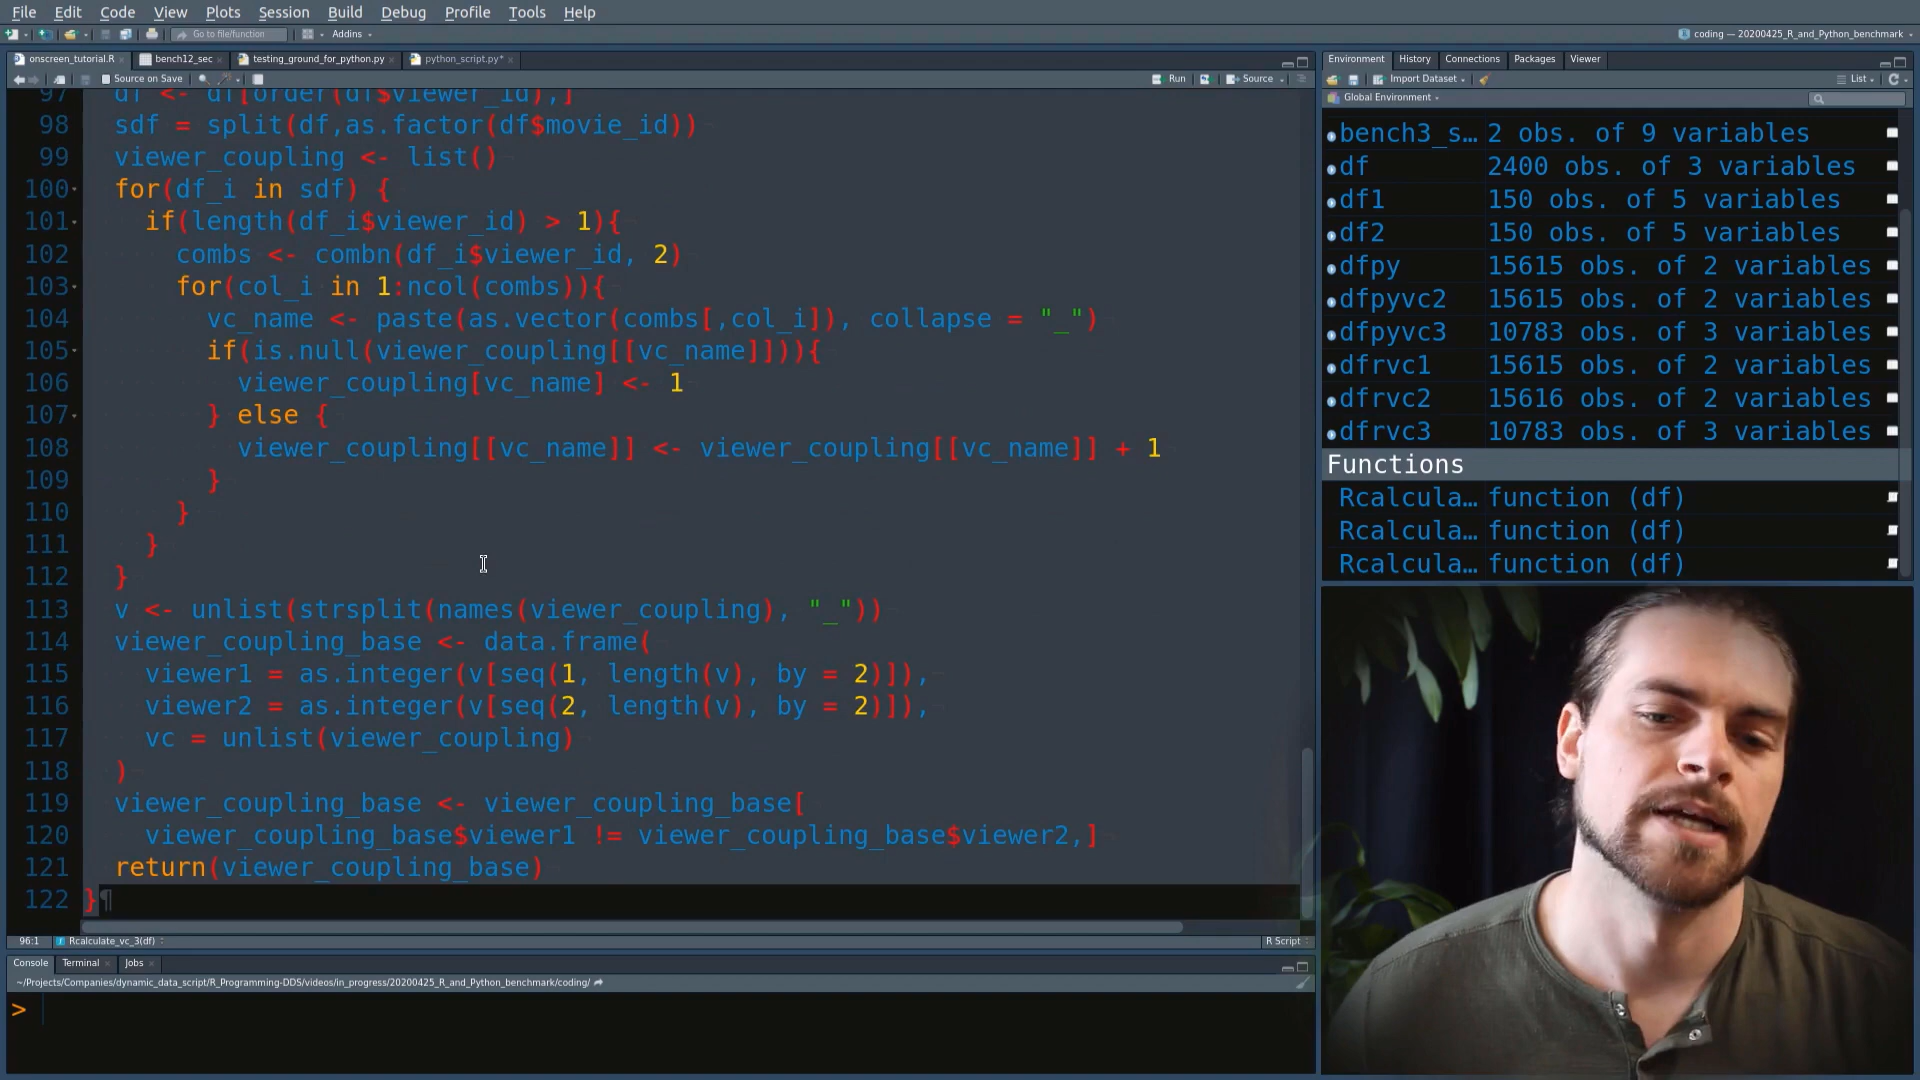 File Edit Code View Plots Session Build Debug Profile Tools Help
Go to file/function Addins coding — 20200425_R_and_Python_benchmark
onscreen_tutorial.R bench12_sec testing_ground_for_python.py python_script.py*
Source on Save Run Source
97 df <- df[order(df$viewer_id),]
98 sdf = split(df,as.factor(df$movie_id))
99 viewer_coupling <- list()
100 for(df_i in sdf) {
101 if(length(df_i$viewer_id) > 1){
102 combs <- combn(df_i$viewer_id, 2)
103 for(col_i in 1:ncol(combs)){
104 vc_name <- paste(as.vector(combs[,col_i]), collapse = "_")
105 if(is.null(viewer_coupling[[vc_name]])){
106 viewer_coupling[vc_name] <- 1
107 } else {
108 viewer_coupling[[vc_name]] <- viewer_coupling[[vc_name]] + 1
109 }
110 }
111 }
112 }
113 v <- unlist(strsplit(names(viewer_coupling), "_"))
114 viewer_coupling_base <- data.frame(
115 viewer1 = as.integer(v[seq(1, length(v), by = 2)]),
116 viewer2 = as.integer(v[seq(2, length(v), by = 2)]),
117 vc = unlist(viewer_coupling)
118 )
119 viewer_coupling_base <- viewer_coupling_base[
120 viewer_coupling_base$viewer1 != viewer_coupling_base$viewer2,]
121 return(viewer_coupling_base)
122 }¶
96:1 Rcalculate_vc_3(df) R Script
Console Terminal Jobs
~/Projects/Companies/dynamic_data_script/R_Programming-DDS/videos/in_progress/20200425_R_and_Python_benchmark/coding/
>
Environment History Connections Packages Viewer
Import Dataset List
Global Environment
bench3_s… 2 obs. of 9 variables
df 2400 obs. of 3 variables
df1 150 obs. of 5 variables
df2 150 obs. of 5 variables
dfpy 15615 obs. of 2 variables
dfpyvc2 15615 obs. of 2 variables
dfpyvc3 10783 obs. of 3 variables
dfrvc1 15615 obs. of 2 variables
dfrvc2 15616 obs. of 2 variables
dfrvc3 10783 obs. of 3 variables
Functions
Rcalcula… function (df)
Rcalcula… function (df)
Rcalcula… function (df)